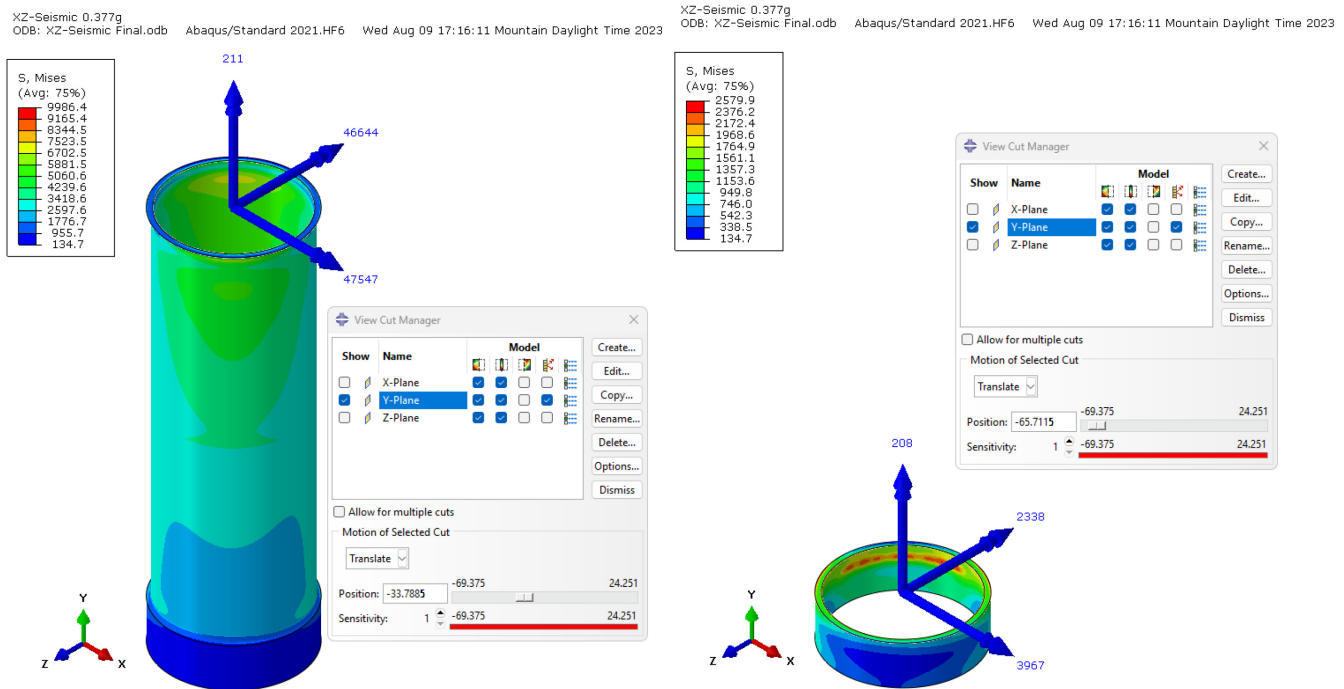 XZ-Seismic 0.377g
ODB: XZ-Seismic Final.odb    Abaqus/Standard 2021.HF6    Wed Aug 09 17:16:11 Mountain Daylight Time 2023
S, Mises
(Avg: 75%)
9986.4
9165.4
8344.5
7523.5
6702.5
5881.5
5060.6
4239.6
3418.6
2597.6
1776.7
955.7
134.7
211
46644
47547
View Cut Manager
Model
Show Name
X-Plane
Y-Plane
Z-Plane
Create...
Edit...
Copy...
Rename...
Delete...
Options...
Dismiss
Allow for multiple cuts
Motion of Selected Cut
Translate
Position: -33.7885 -69.375 24.251
Sensitivity: 1 -69.375 24.251
Y
Z X
XZ-Seismic 0.377g
ODB: XZ-Seismic Final.odb    Abaqus/Standard 2021.HF6    Wed Aug 09 17:16:11 Mountain Daylight Time 2023
S, Mises
(Avg: 75%)
2579.9
2376.2
2172.4
1968.6
1764.9
1561.1
1357.3
1153.6
949.8
746.0
542.3
338.5
134.7
View Cut Manager
Model
Show Name
X-Plane
Y-Plane
Z-Plane
Create...
Edit...
Copy...
Rename...
Delete...
Options...
Dismiss
Allow for multiple cuts
Motion of Selected Cut
Translate
Position: -65.7115 -69.375 24.251
Sensitivity: 1 -69.375 24.251
208
2338
3967
Y
Z X